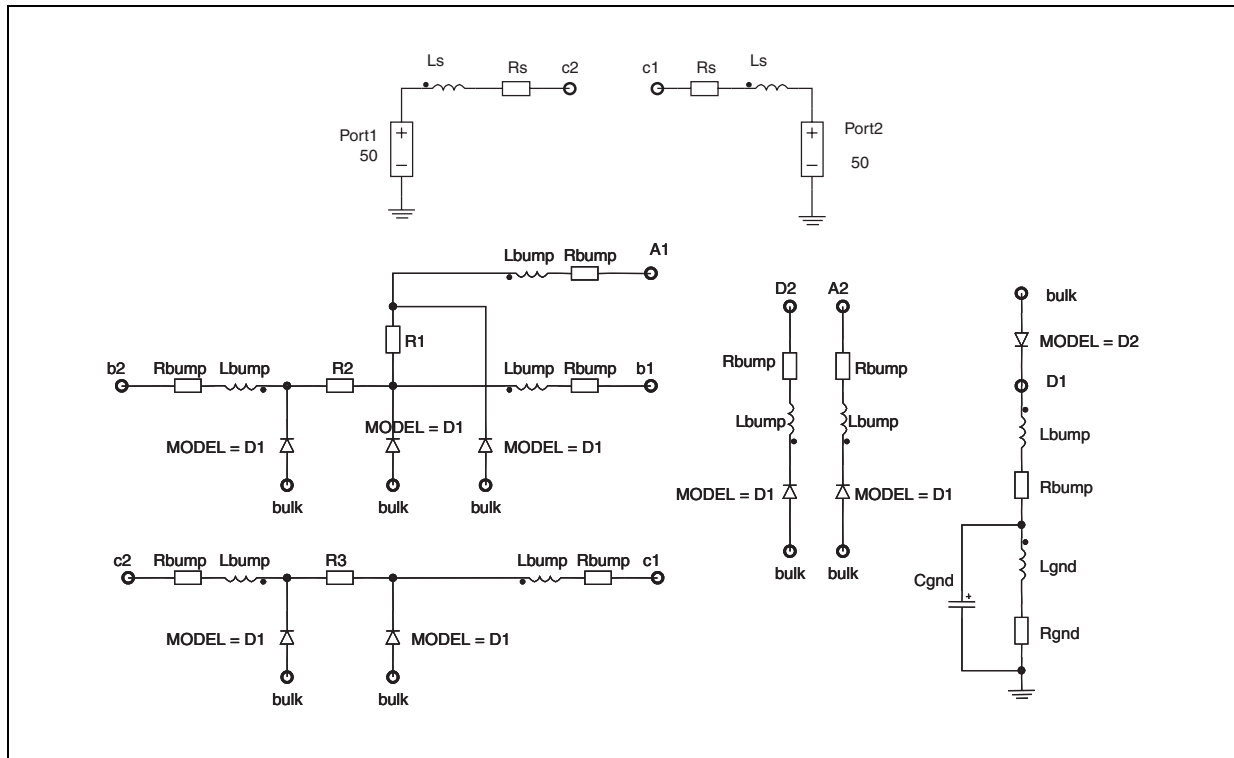 Ls
Rs
c2
c1
Rs
Ls
Port1
50
+
−
Port2
50
+
−
Lbump
Rbump
A1
R1
b2
Rbump
Lbump
R2
Lbump
Rbump
b1
MODEL = D1
MODEL = D1
MODEL = D1
bulk
bulk
bulk
c2
Rbump
Lbump
R3
Lbump
Rbump
c1
MODEL = D1
MODEL = D1
bulk
bulk
D2
A2
Rbump
Rbump
Lbump
Lbump
MODEL = D1
MODEL = D1
bulk
bulk
bulk
MODEL = D2
D1
Lbump
Rbump
Cgnd
+
Lgnd
Rgnd